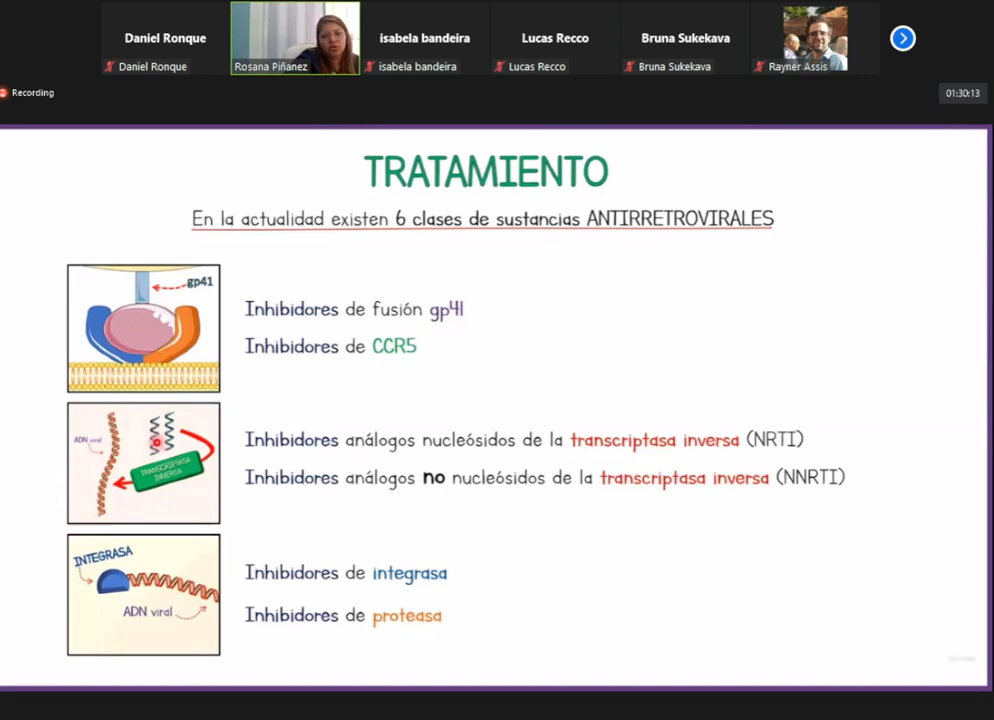 Daniel Ronque
isabela bandeira
Lucas Recco
Bruna Sukekava
Daniel Ronque
Rosana Piñanez
isabela bandeira
Lucas Recco
Bruna Sukekava
Rayner Assis
Recording
01:30:13
TRATAMIENTO
En la actualidad existen 6 clases de sustancias ANTIRRETROVIRALES
gp41
Inhibidores de fusión gp41
Inhibidores de CCR5
ADN viral
TRANSCRIPTASA
INVERSA
Inhibidores análogos nucleósidos de la transcriptasa inversa (NRTI)
Inhibidores análogos no nucleósidos de la transcriptasa inversa (NNRTI)
INTEGRASA
ADN viral
Inhibidores de integrasa
Inhibidores de proteasa